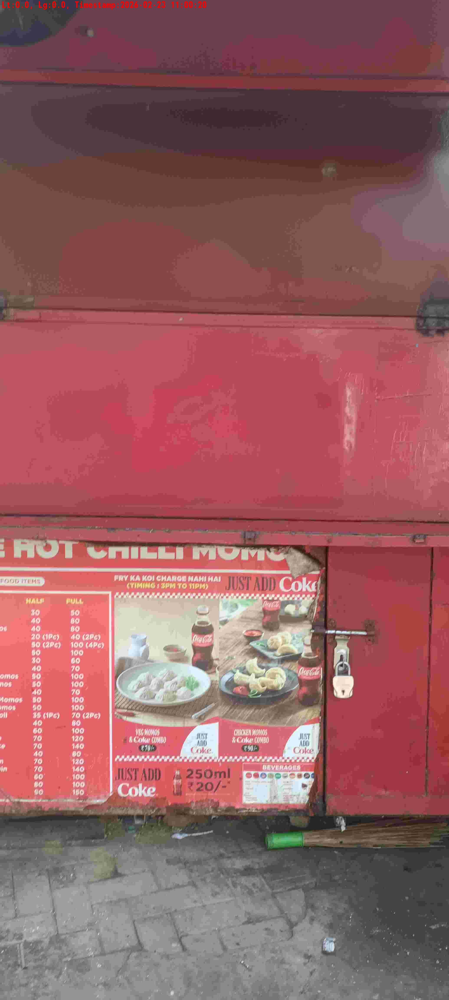 Lt:0.0, Lg:0.0, Timestamp:2026-02-23 11:00:20
HOT CHILLI MOMO
FOOD ITEMS
FRY KA KOI CHARGE NAHI HAI
(TIMING : 3PM TO 11PM)
JUST ADD Coke
HALF FULL
30 50
40 80
os 40 80
20 (1Pc) 40 (2Pc)
50 (2Pc) 100 (4Pc)
50 100
30 60
40 70
omos 50 100
mos 50 100
40 70
Momos 50 100
omos 50 100
oll 35 (1Pc) 70 (2Pc)
40 80
60 100
70 120
70 140
40 80
70 120
70 140
60 100
80 100
90 150
Coca-Cola
Coca-Cola
Coca-Cola
VEG MOMOS
& Coke COMBO
₹70/-
JUST
ADD
Coke
CHICKEN MOMOS
& Coke COMBO
₹90/-
JUST
ADD
Coke
JUST ADD
Coke
250ml
₹20/-*
BEVERAGES